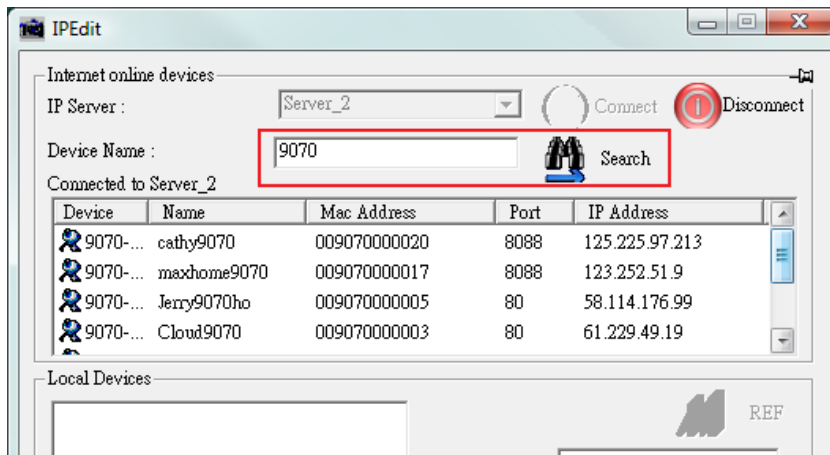 IPEdit
Internet online devices
IP Server : Server_2 Connect Disconnect
Device Name : 9070 Search
Connected to Server_2
Device Name Mac Address Port IP Address
9070-... cathy9070 009070000020 8088 125.225.97.213
9070-... maxhome9070 009070000017 8088 123.252.51.9
9070-... Jerry9070ho 009070000005 80 58.114.176.99
9070-... Cloud9070 009070000003 80 61.229.49.19
Local Devices
REF